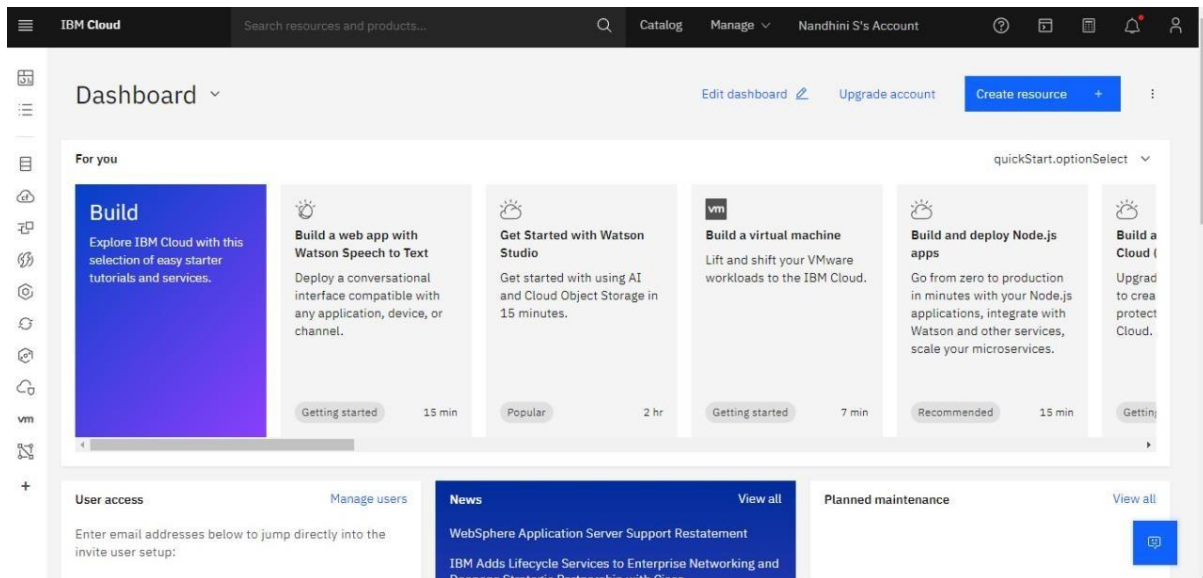 IBM Cloud
Search resources and products...
Catalog
Manage
Nandhini S's Account
Dashboard
Edit dashboard
Upgrade account
Create resource +
For you
quickStart.optionSelect
Build
Explore IBM Cloud with this
selection of easy starter
tutorials and services.
Build a web app with
Watson Speech to Text
Deploy a conversational
interface compatible with
any application, device, or
channel.
Getting started
15 min
Get Started with Watson
Studio
Get started with using AI
and Cloud Object Storage in
15 minutes.
Popular
2 hr
vm
Build a virtual machine
Lift and shift your VMware
workloads to the IBM Cloud.
Getting started
7 min
Build and deploy Node.js
apps
Go from zero to production
in minutes with your Node.js
applications, integrate with
Watson and other services,
scale your microservices.
Recommended
15 min
Build a
Cloud (
Upgrad
to crea
protect
Cloud.
Getting
vm
User access
Manage users
Enter email addresses below to jump directly into the
invite user setup:
News
View all
WebSphere Application Server Support Restatement
IBM Adds Lifecycle Services to Enterprise Networking and
Planned maintenance
View all